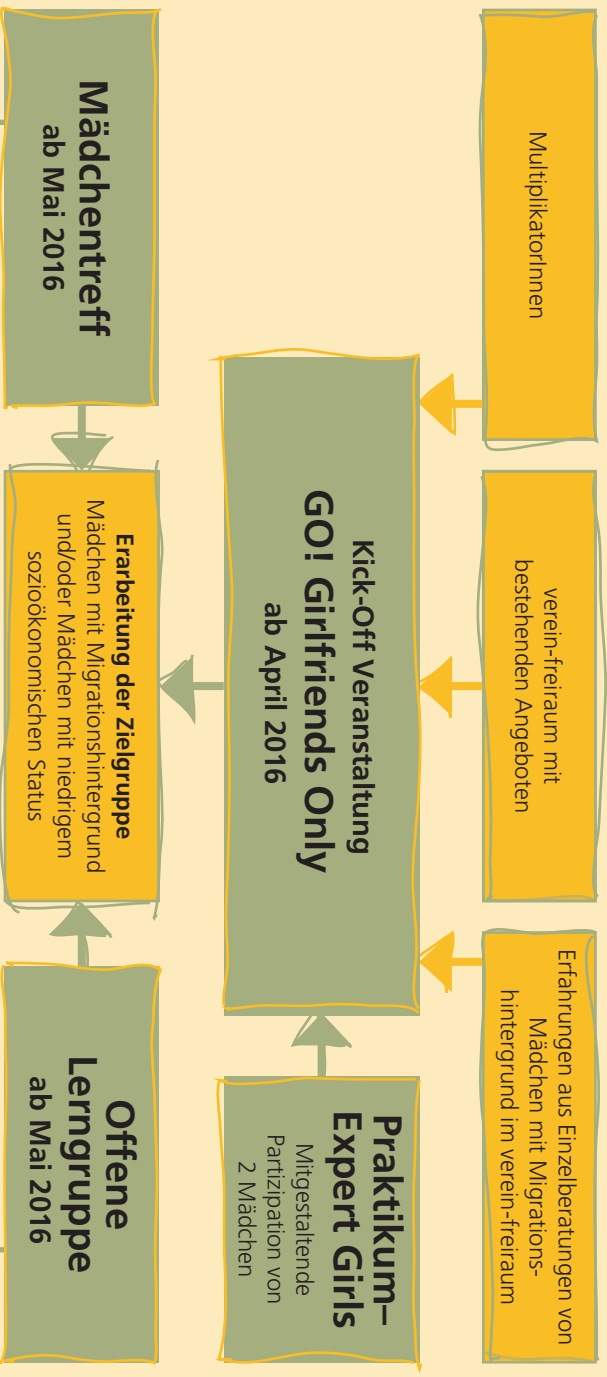 MultiplikatorInnen
verein-freiraum mit
bestehenden Angeboten
Erfahrungen aus Einzelberatungen von
Mädchen mit Migrations-
hintergrund im verein-freiraum
Kick-Off Veranstaltung
GO! Girlfriends Only
ab April 2016
Praktikum–
Expert Girls
Mitgestaltende
Partizipation von
2 Mädchen
Mädchentreff
ab Mai 2016
Erarbeitung der Zielgruppe
Mädchen mit Migrationshintergrund
und/oder Mädchen mit niedrigem
sozioökonomischen Status
Offene
Lerngruppe
ab Mai 2016